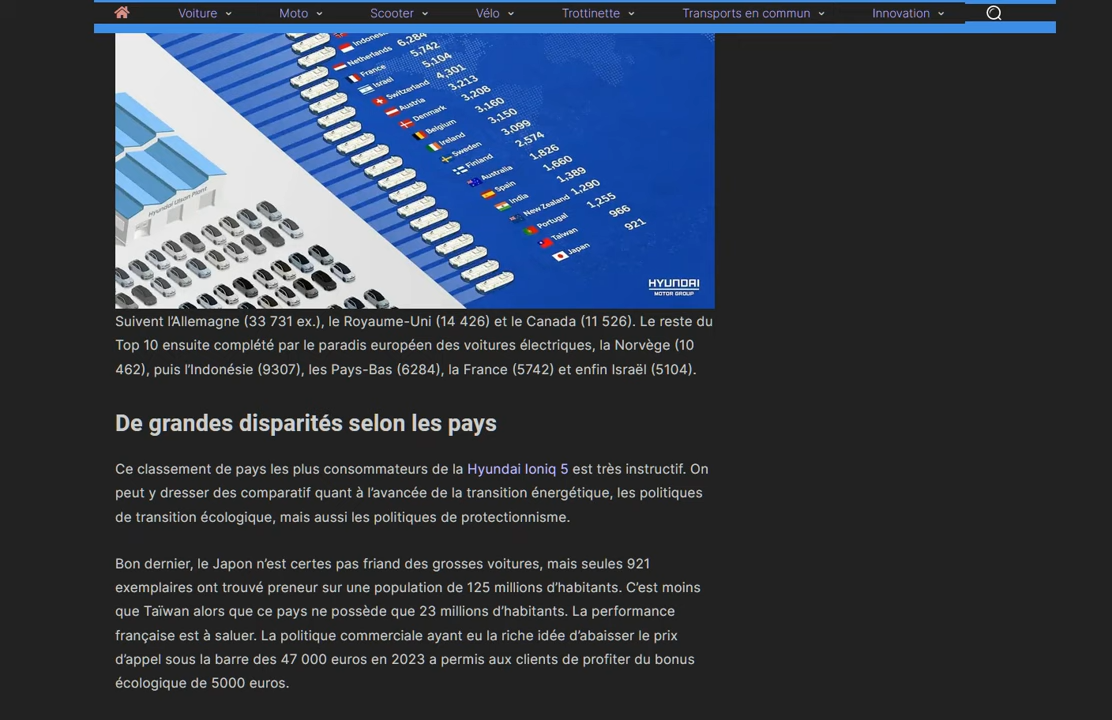 Voiture
Moto
Scooter
Vélo
Trottinette
Transports en commun
Innovation
Netherlands 6,284
France 5,742
Israel 5,104
Switzerland 4,301
Austria 3,213
Denmark 3,208
Belgium 3,160
Ireland 3,150
Sweden 3,099
Finland 2,574
Australia 1,826
Spain 1,660
India 1,389
New Zealand 1,290
Portugal 1,255
Taiwan 966
Japan 921
Hyundai Ulsan Plant
HYUNDAI
MOTOR GROUP
Suivent l’Allemagne (33 731 ex.), le Royaume-Uni (14 426) et le Canada (11 526). Le reste du
Top 10 ensuite complété par le paradis européen des voitures électriques, la Norvège (10
462), puis l’Indonésie (9307), les Pays-Bas (6284), la France (5742) et enfin Israël (5104).
De grandes disparités selon les pays
Ce classement de pays les plus consommateurs de la Hyundai Ioniq 5 est très instructif. On
peut y dresser des comparatif quant à l’avancée de la transition énergétique, les politiques
de transition écologique, mais aussi les politiques de protectionnisme.
Bon dernier, le Japon n’est certes pas friand des grosses voitures, mais seules 921
exemplaires ont trouvé preneur sur une population de 125 millions d’habitants. C’est moins
que Taïwan alors que ce pays ne possède que 23 millions d’habitants. La performance
française est à saluer. La politique commerciale ayant eu la riche idée d’abaisser le prix
d’appel sous la barre des 47 000 euros en 2023 a permis aux clients de profiter du bonus
écologique de 5000 euros.